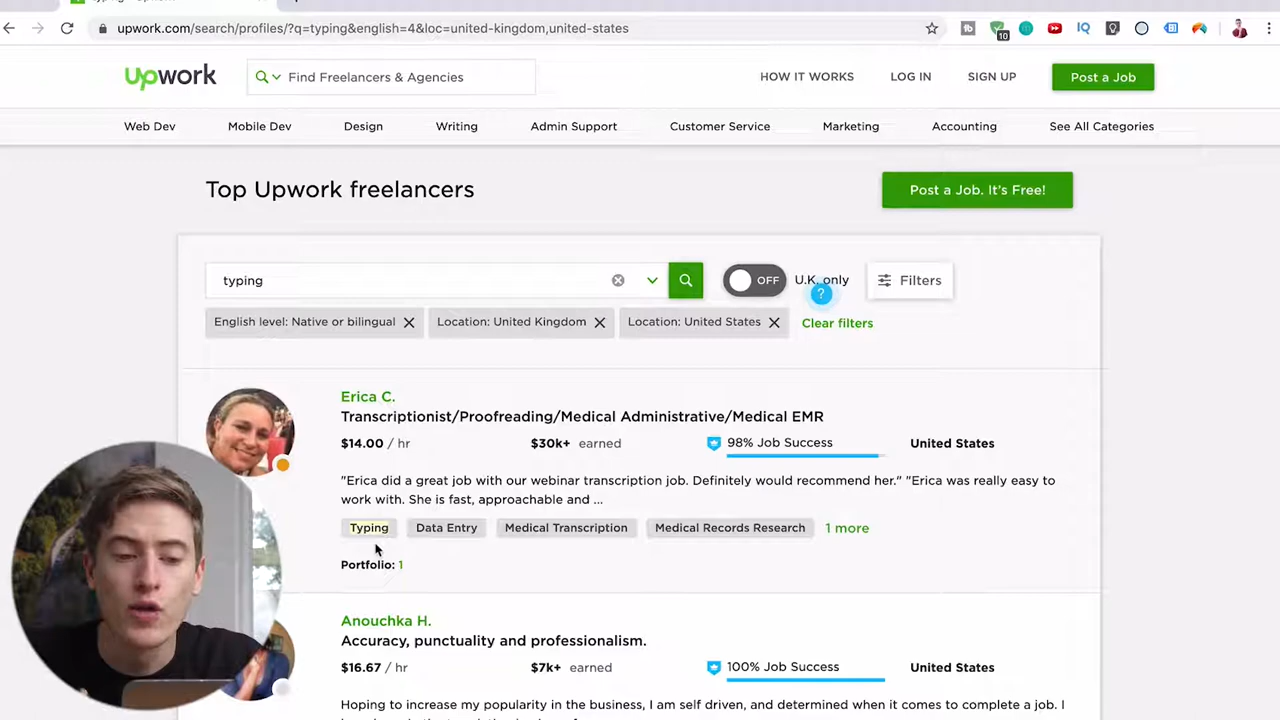 upwork.com/search/profiles/?q=typing&english=4&loc=united-kingdom,united-states
10
IQ
upwork
Find Freelancers & Agencies
HOW IT WORKS
LOG IN
SIGN UP
Post a Job
Web Dev
Mobile Dev
Design
Writing
Admin Support
Customer Service
Marketing
Accounting
See All Categories
Top Upwork freelancers
Post a Job. It's Free!
typing
OFF
U.K. only
?
Filters
English level: Native or bilingual
Location: United Kingdom
Location: United States
Clear filters
Erica C.
Transcriptionist/Proofreading/Medical Administrative/Medical EMR
$14.00 / hr
$30k+ earned
98% Job Success
United States
"Erica did a great job with our webinar transcription job. Definitely would recommend her." "Erica was really easy to
work with. She is fast, approachable and ...
Typing
Data Entry
Medical Transcription
Medical Records Research
1 more
Portfolio: 1
Anouchka H.
Accuracy, punctuality and professionalism.
$16.67 / hr
$7k+ earned
100% Job Success
United States
Hoping to increase my popularity in the business, I am self driven, and determined when it comes to complete a job. I